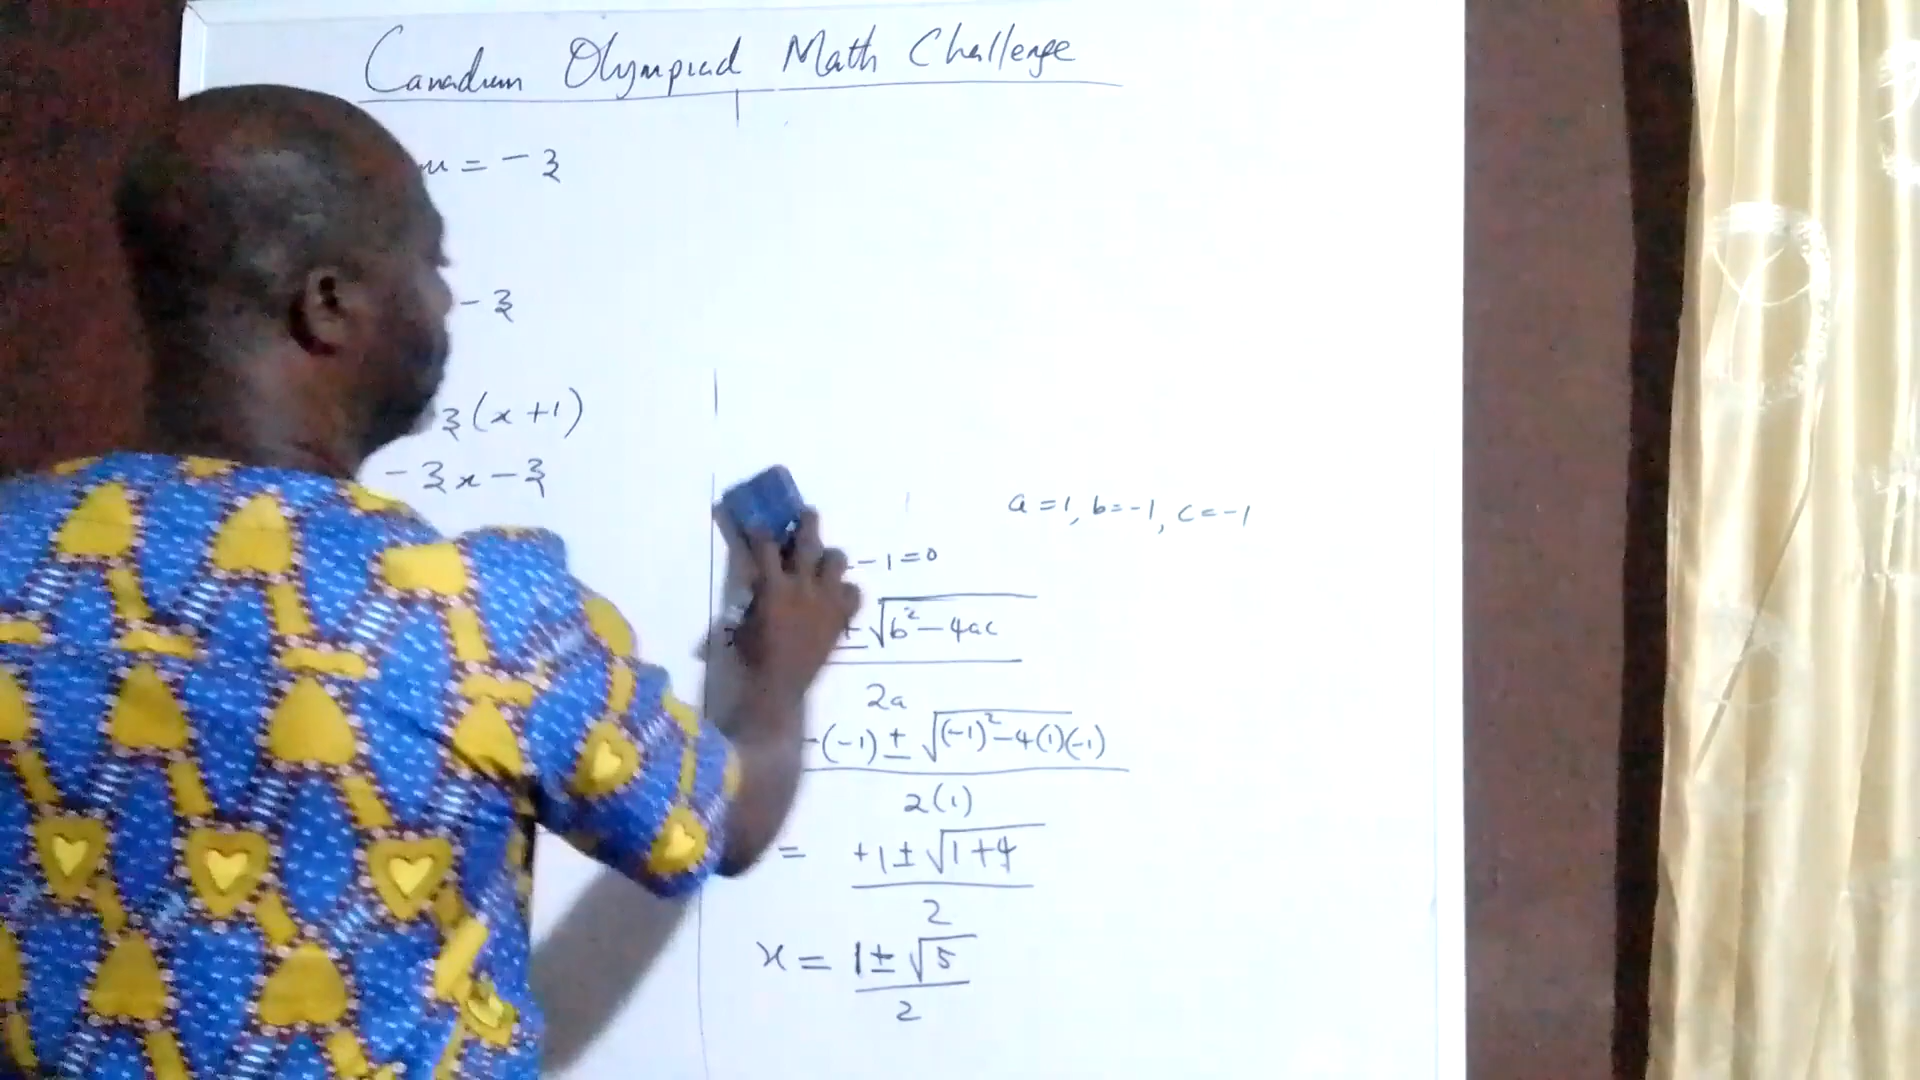 Canadian Olympiad Math Challenge
m = -3
-3
3(x+1)
-3x-3
a=1, b=-1, c=-1
-1=0
± √b²-4ac
2a
-(-1) ± √(-1)²-4(1)(-1)
2(1)
= +1 ± √1+4
2
x = 1 ± √5
2